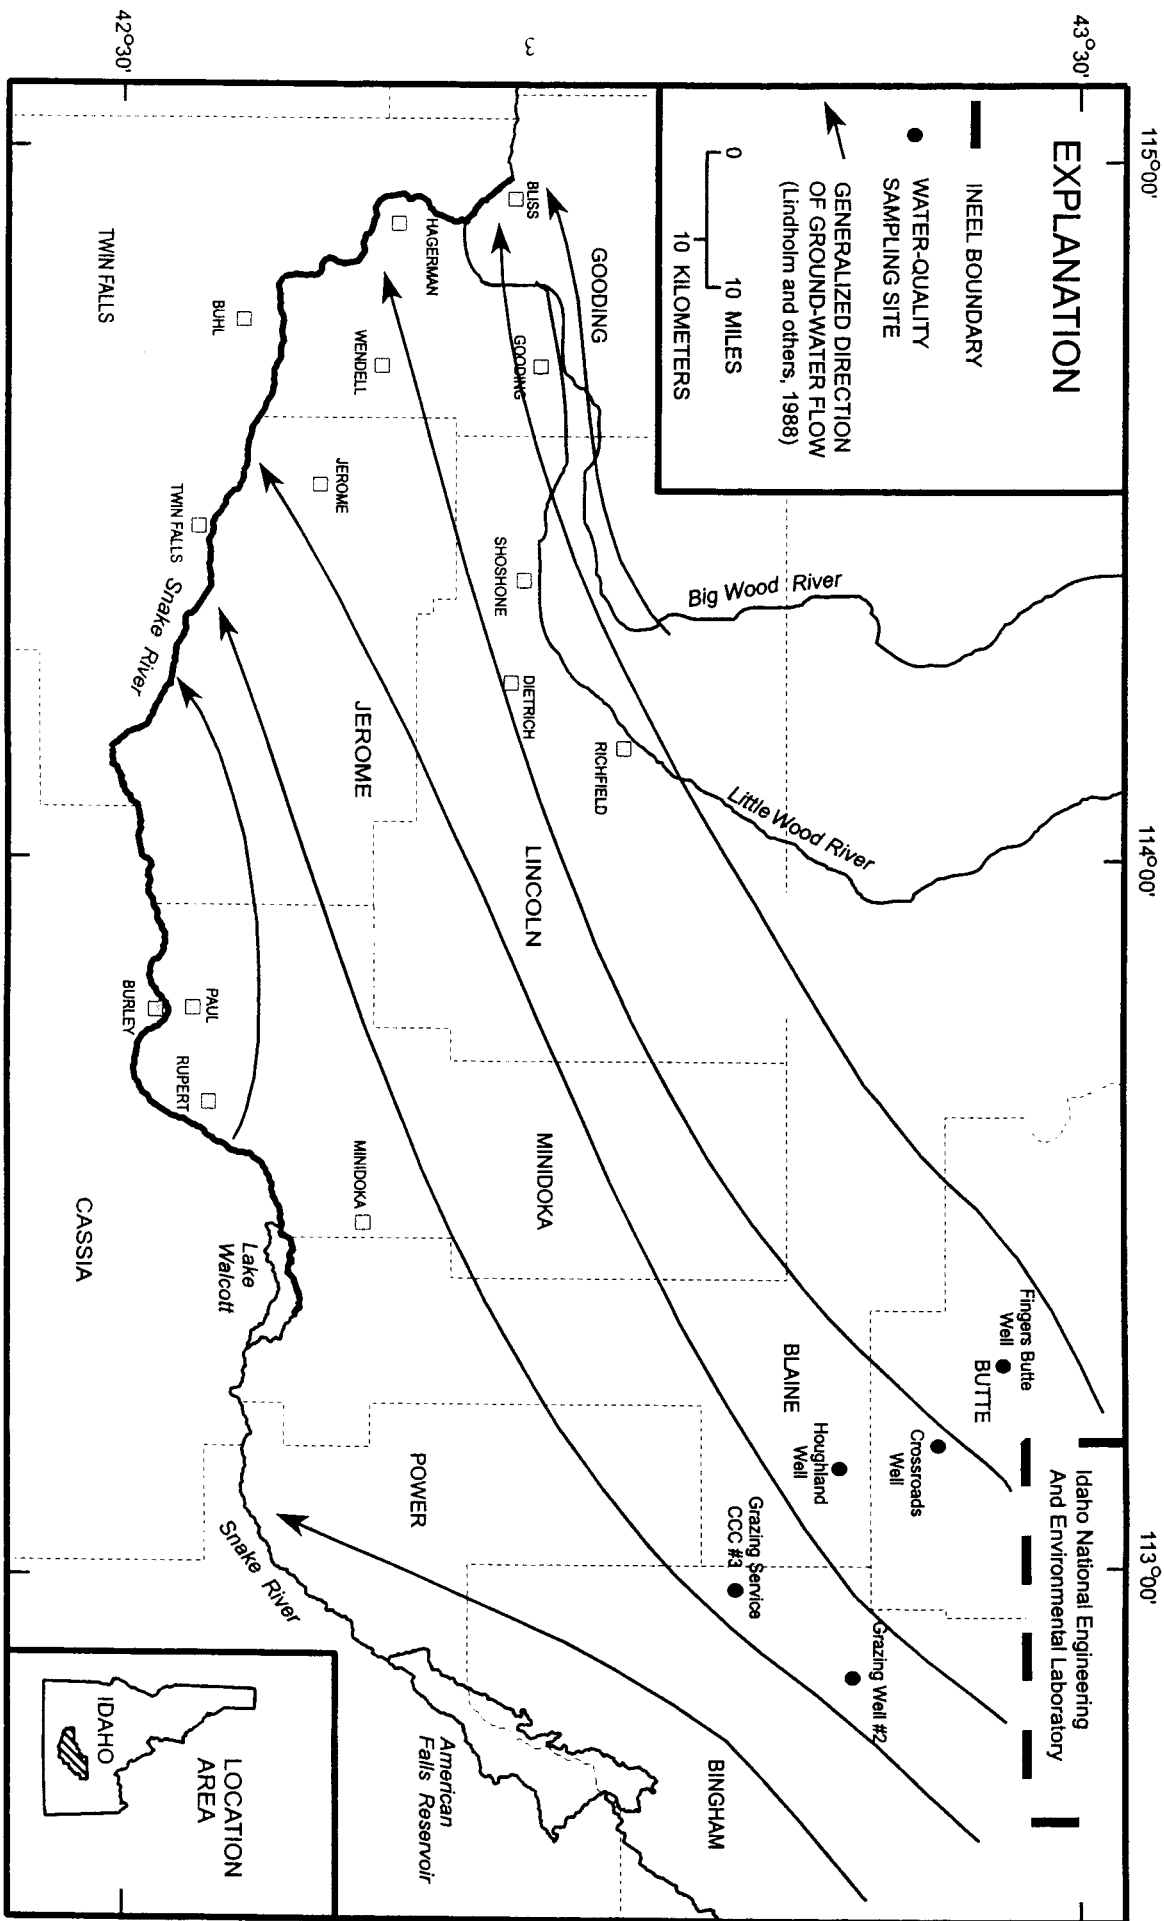 115°00'
114°00'
113°00'
43°30'
42°30'
EXPLANATION
INEEL BOUNDARY
WATER-QUALITY
SAMPLING SITE
GENERALIZED DIRECTION
OF GROUND-WATER FLOW
(Lindholm and others, 1988)
0
10 MILES
10 KILOMETERS
Big Wood River
Little Wood River
Idaho National Engineering
And Environmental Laboratory
Fingers Butte
Well
BUTTE
Crossroads
Well
Houghland
Well
BLAINE
Grazing Service
CCC #3
Grazing Well #2
BINGHAM
GOODING
BLISS
GOODING
SHOSHONE
DIETRICH
RICHFIELD
LINCOLN
MINIDOKA
HAGERMAN
WENDELL
JEROME
JEROME
MINIDOKA
POWER
BUHL
TWIN FALLS
TWIN FALLS
Snake River
PAUL
BURLEY
RUPERT
Lake
Walcott
CASSIA
Snake River
American
Falls Reservoir
LOCATION
AREA
IDAHO
3